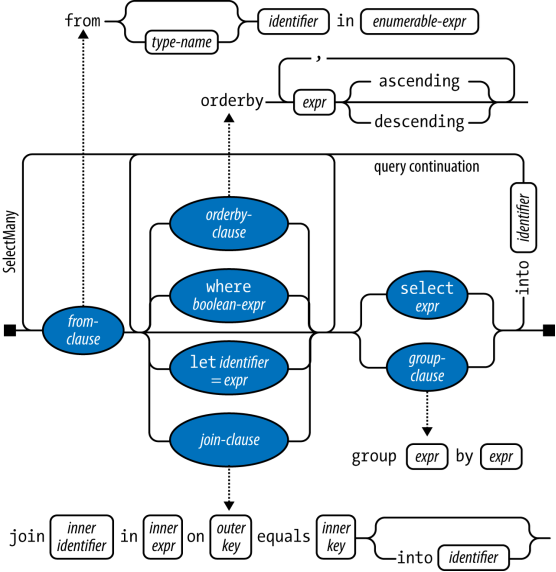 from
type-name
identifier
in
enumerable-expr
orderby
,
expr
ascending
descending
query continuation
SelectMany
orderby-
clause
where
boolean-expr
let identifier
= expr
join-clause
from-
clause
select
expr
group-
clause
into
identifier
group expr by expr
join inner
identifier
in inner
expr
on outer
key
equals inner
key
into identifier